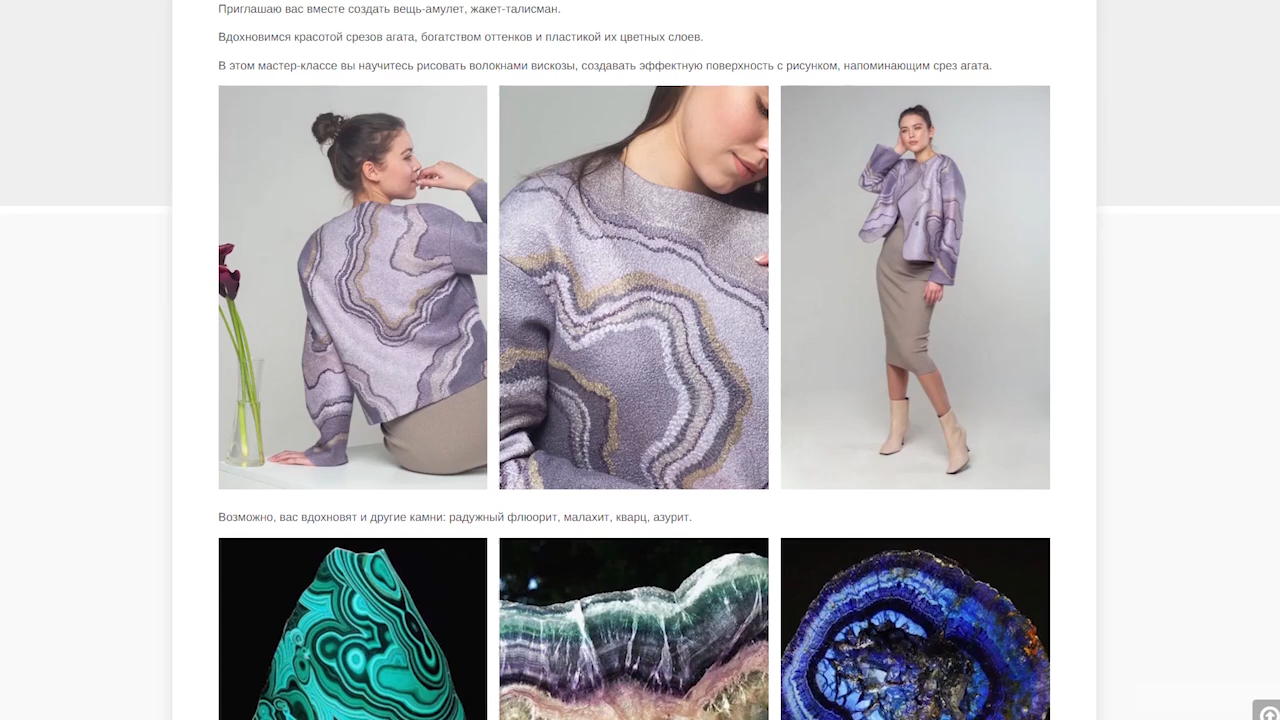 Приглашаю вас вместе создать вещь-амулет, жакет-талисман.
Вдохновимся красотой срезов агата, богатством оттенков и пластикой их цветных слоев.
В этом мастер-классе вы научитесь рисовать волокнами вискозы, создавать эффектную поверхность с рисунком, напоминающим срез агата.
Возможно, вас вдохновят и другие камни: радужный флюорит, малахит, кварц, азурит.